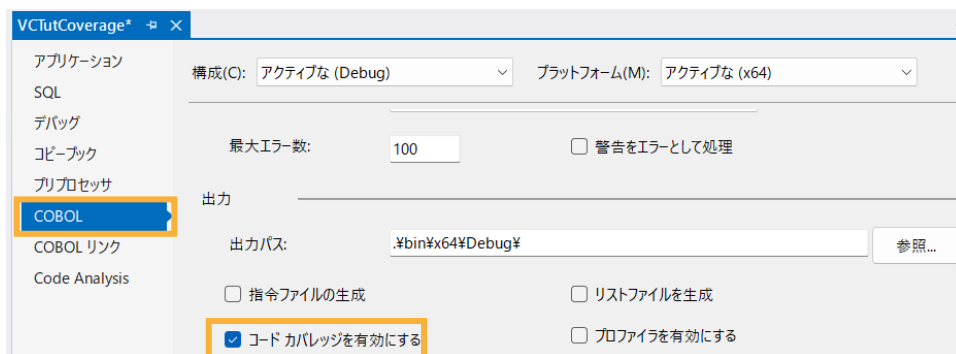 VCTutCoverage*
アプリケーション
SQL
デバッグ
コピーブック
プリプロセッサ
COBOL
COBOL リンク
Code Analysis
構成(C): アクティブな (Debug) プラットフォーム(M): アクティブな (x64)
最大エラー数: 100 警告をエラーとして処理
出力
出力パス: .¥bin¥x64¥Debug¥ 参照...
指令ファイルの生成 リストファイルを生成
コード カバレッジを有効にする プロファイラを有効にする